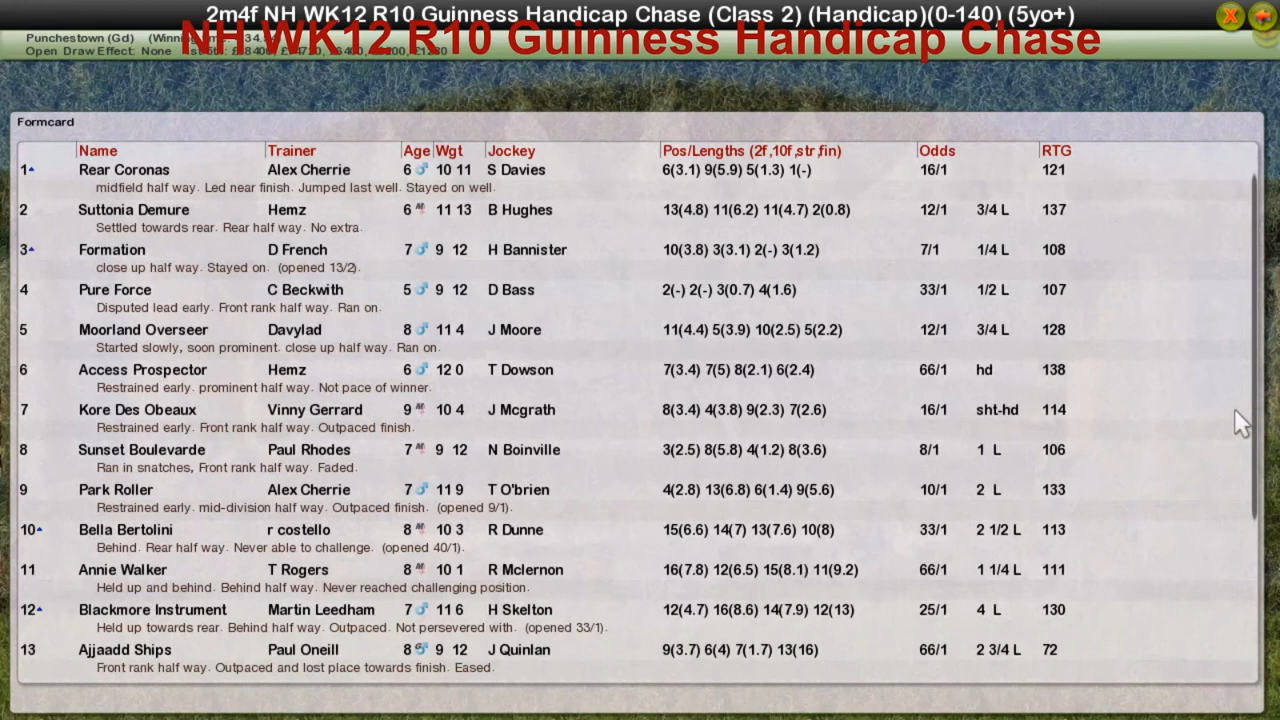 2m4f NH WK12 R10 Guinness Handicap Chase (Class 2) (Handicap)(0-140) (5yo+)
NH WK12 R10 Guinness Handicap Chase
Punchestown (Gd)
Open Draw Effect: None
Formcard
Name Trainer Age Wgt Jockey Pos/Lengths (2f,10f,str,fin) Odds RTG
1 Rear Coronas Alex Cherrie 6 10 11 S Davies 6(3.1) 9(5.9) 5(1.3) 1(-) 16/1 121
midfield half way. Led near finish. Jumped last well. Stayed on well.
2 Suttonia Demure Hemz 6 11 13 B Hughes 13(4.8) 11(6.2) 11(4.7) 2(0.8) 12/1 3/4 L 137
Settled towards rear. Rear half way. No extra.
3 Formation D French 7 9 12 H Bannister 10(3.8) 3(3.1) 2(-) 3(1.2) 7/1 1/4 L 108
close up half way. Stayed on. (opened 13/2).
4 Pure Force C Beckwith 5 9 12 D Bass 2(-) 2(-) 3(0.7) 4(1.6) 33/1 1/2 L 107
Disputed lead early. Front rank half way. Ran on.
5 Moorland Overseer Davylad 8 11 4 J Moore 11(4.4) 5(3.9) 10(2.5) 5(2.2) 12/1 3/4 L 128
Started slowly, soon prominent. close up half way. Ran on.
6 Access Prospector Hemz 6 12 0 T Dowson 7(3.4) 7(5) 8(2.1) 6(2.4) 66/1 hd 138
Restrained early. prominent half way. Not pace of winner.
7 Kore Des Obeaux Vinny Gerrard 9 10 4 J Mcgrath 8(3.4) 4(3.8) 9(2.3) 7(2.6) 16/1 sht-hd 114
Restrained early. Front rank half way. Outpaced finish.
8 Sunset Boulevarde Paul Rhodes 7 9 12 N Boinville 3(2.5) 8(5.8) 4(1.2) 8(3.6) 8/1 1 L 106
Ran in snatches, Front rank half way. Faded.
9 Park Roller Alex Cherrie 7 11 9 T O'brien 4(2.8) 13(6.8) 6(1.4) 9(5.6) 10/1 2 L 133
Restrained early. mid-division half way. Outpaced finish. (opened 9/1).
10 Bella Bertolini r costello 8 10 3 R Dunne 15(6.6) 14(7) 13(7.6) 10(8) 33/1 2 1/2 L 113
Behind. Rear half way. Never able to challenge. (opened 40/1).
11 Annie Walker T Rogers 8 10 1 R Mclernon 16(7.8) 12(6.5) 15(8.1) 11(9.2) 66/1 1 1/4 L 111
Held up and behind. Behind half way. Never reached challenging position.
12 Blackmore Instrument Martin Leedham 7 11 6 H Skelton 12(4.7) 16(8.6) 14(7.9) 12(13) 25/1 4 L 130
Held up towards rear. Behind half way. Outpaced. Not persevered with. (opened 33/1).
13 Ajjaadd Ships Paul Oneill 8 9 12 J Quinlan 9(3.7) 6(4) 7(1.7) 13(16) 66/1 2 3/4 L 72
Front rank half way. Outpaced and lost place towards finish. Eased.